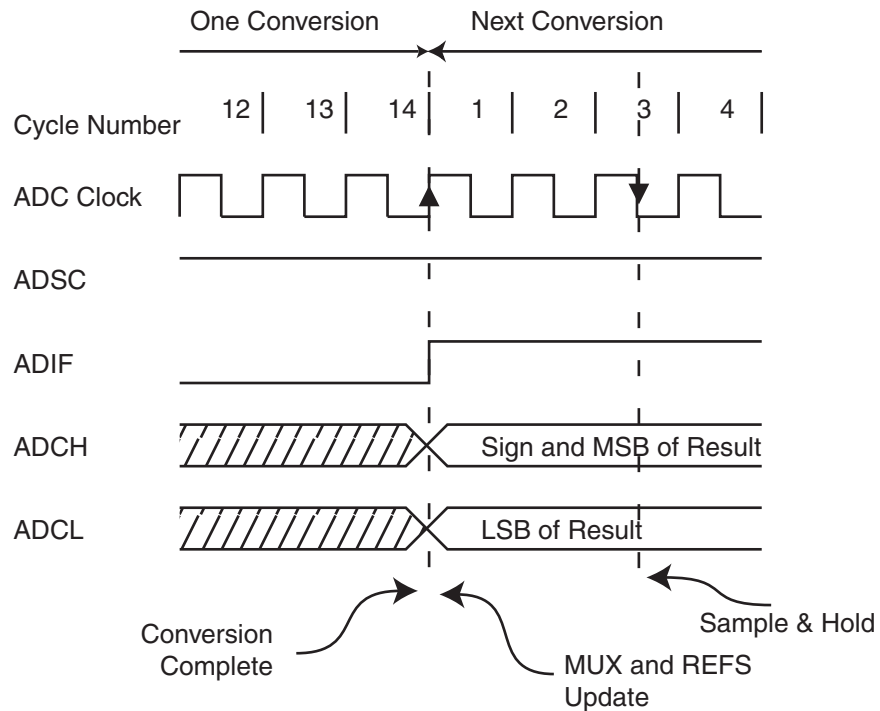 One Conversion Next Conversion
Cycle Number 12 13 14 1 2 3 4
ADC Clock
ADSC
ADIF
ADCH Sign and MSB of Result
ADCL LSB of Result
Conversion
Complete
MUX and REFS
Update
Sample & Hold